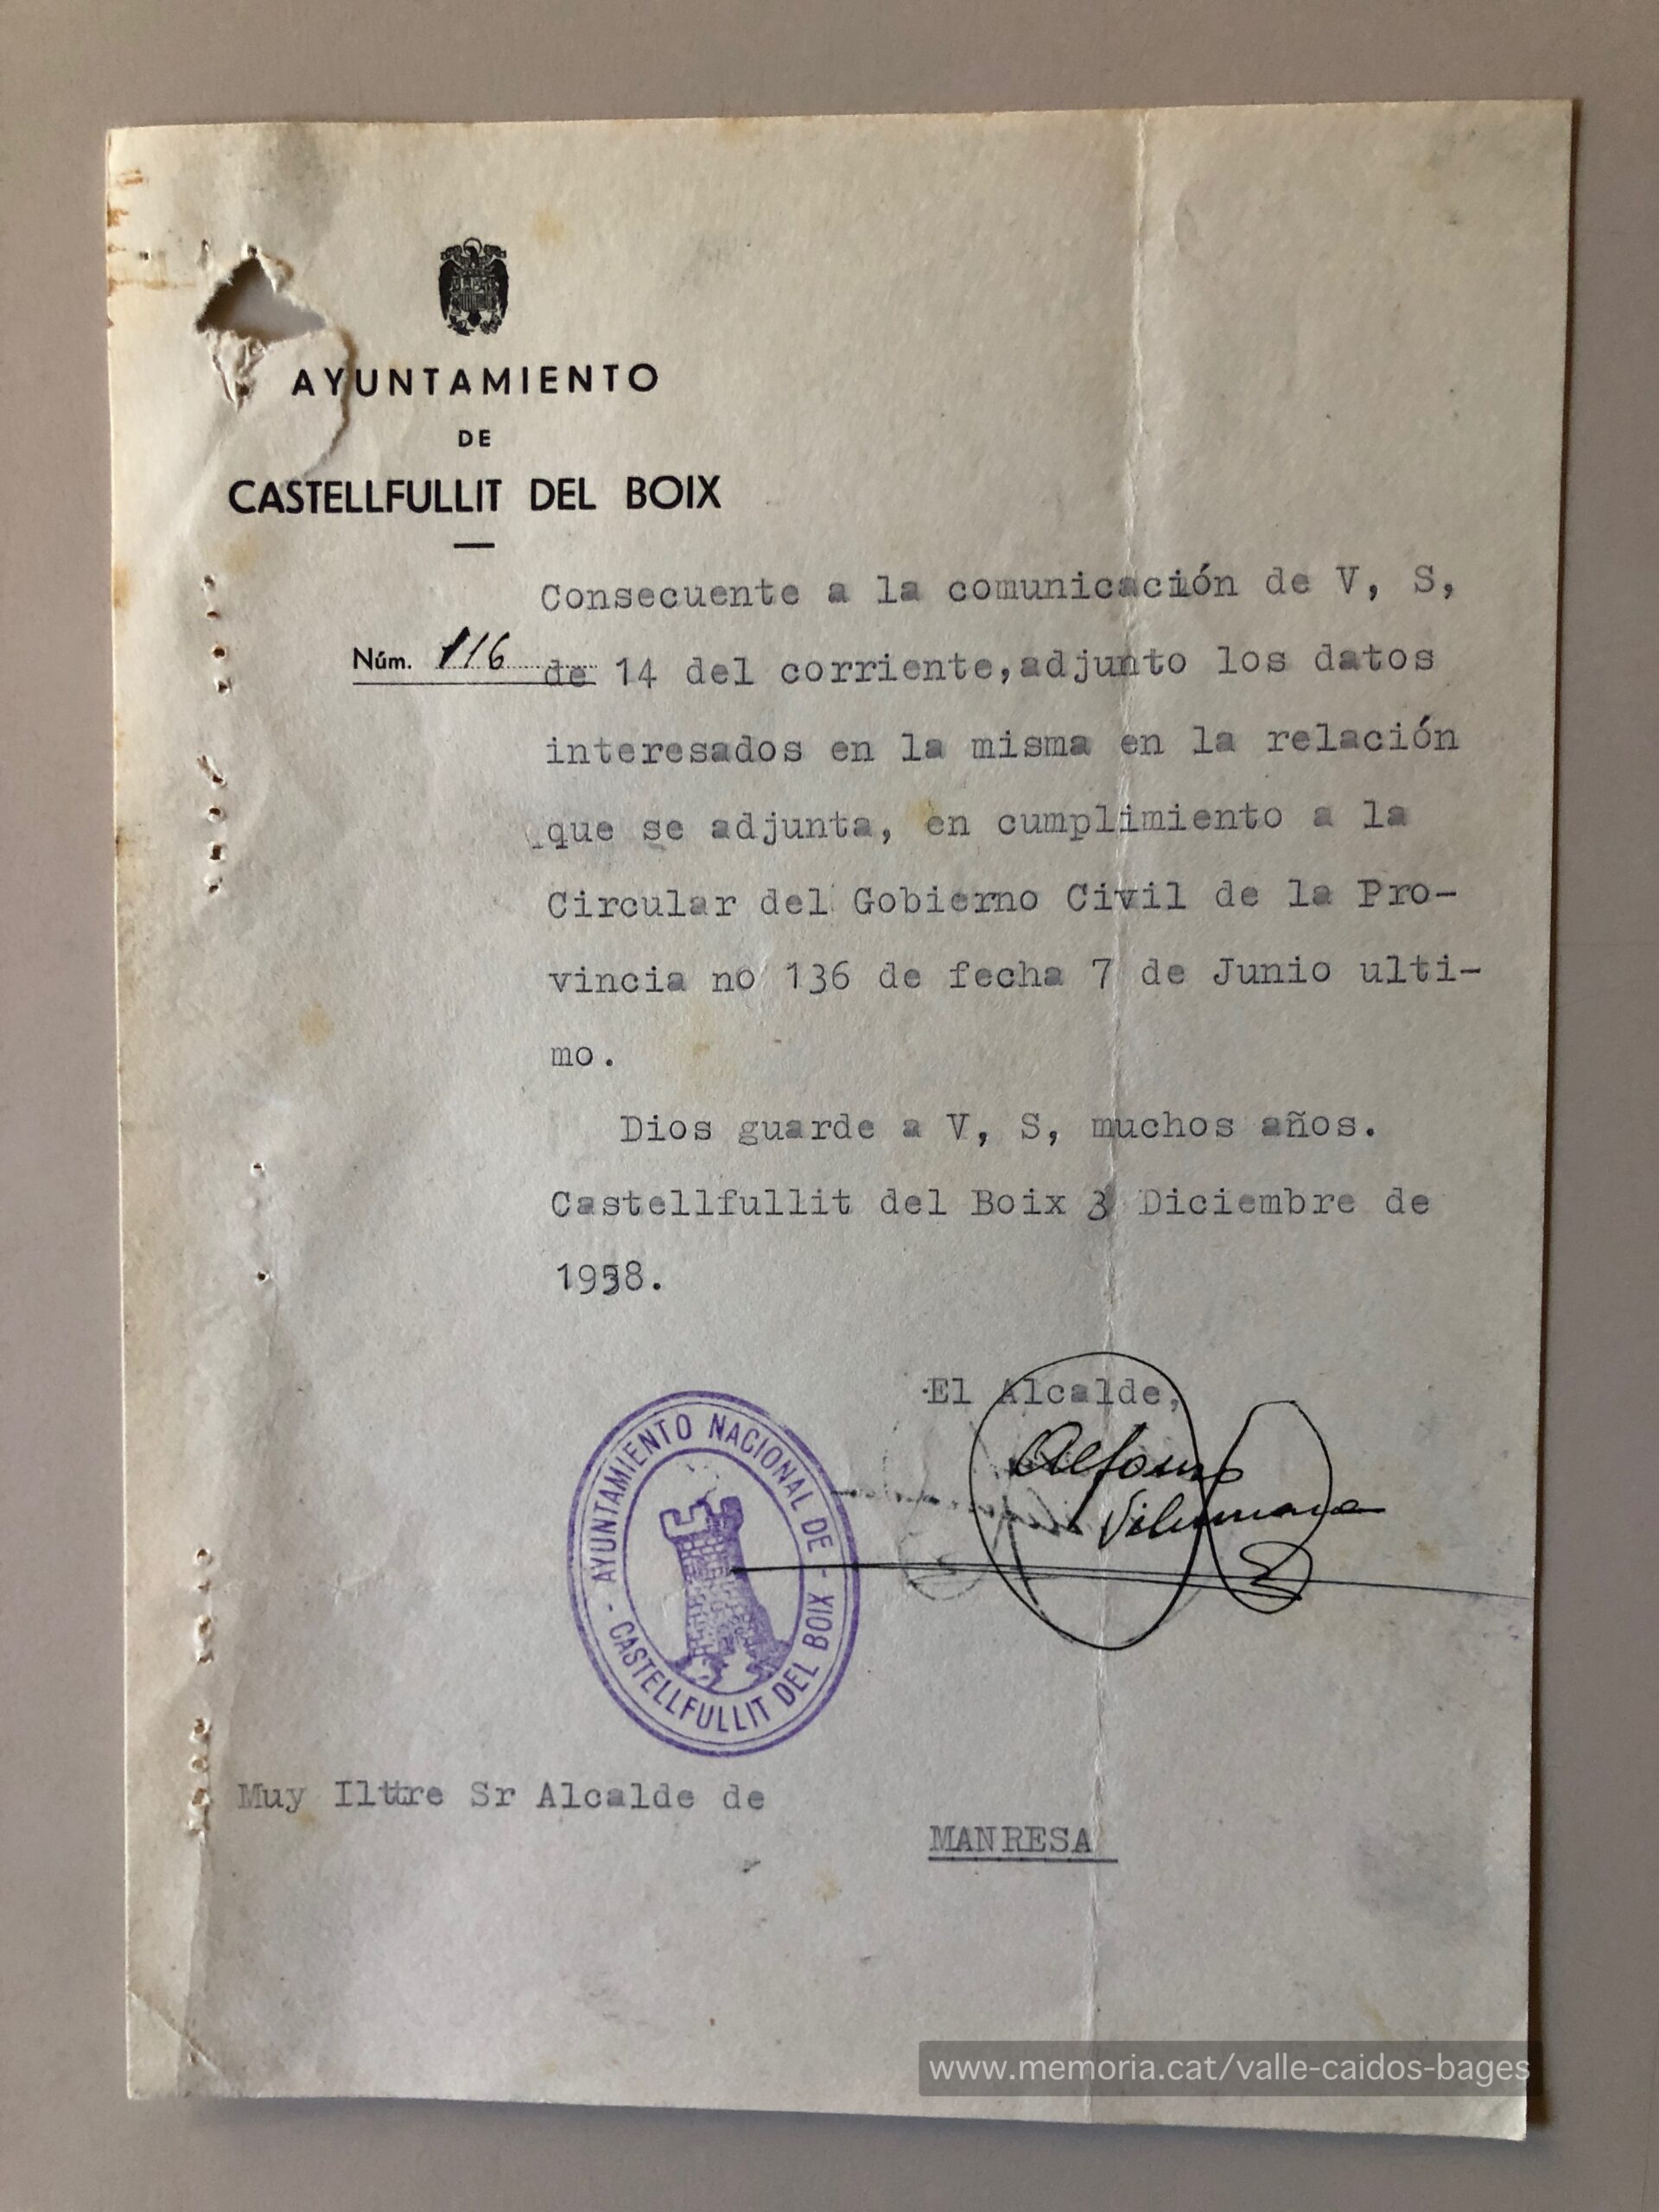 AYUNTAMIENTO
DE
CASTELLFULLIT DEL BOIX
Núm. 116
Consecuente a la comunicación de V, S,
de 14 del corriente,adjunto los datos
interesados en la misma en la relación
que se adjunta, en cumplimiento a la
Circular del Gobierno Civil de la Pro-
vincia no 136 de fecha 7 de Junio ulti-
mo.
Dios guarde a V, S, muchos años.
Castellfullit del Boix 3 Diciembre de
1958.
El Alcalde,
Alfonso
Vilumara
AYUNTAMIENTO NACIONAL DE
- CASTELLFULLIT DEL BOIX -
Muy Ilttre Sr Alcalde de
MANRESA
www.memoria.cat/valle-caidos-bages